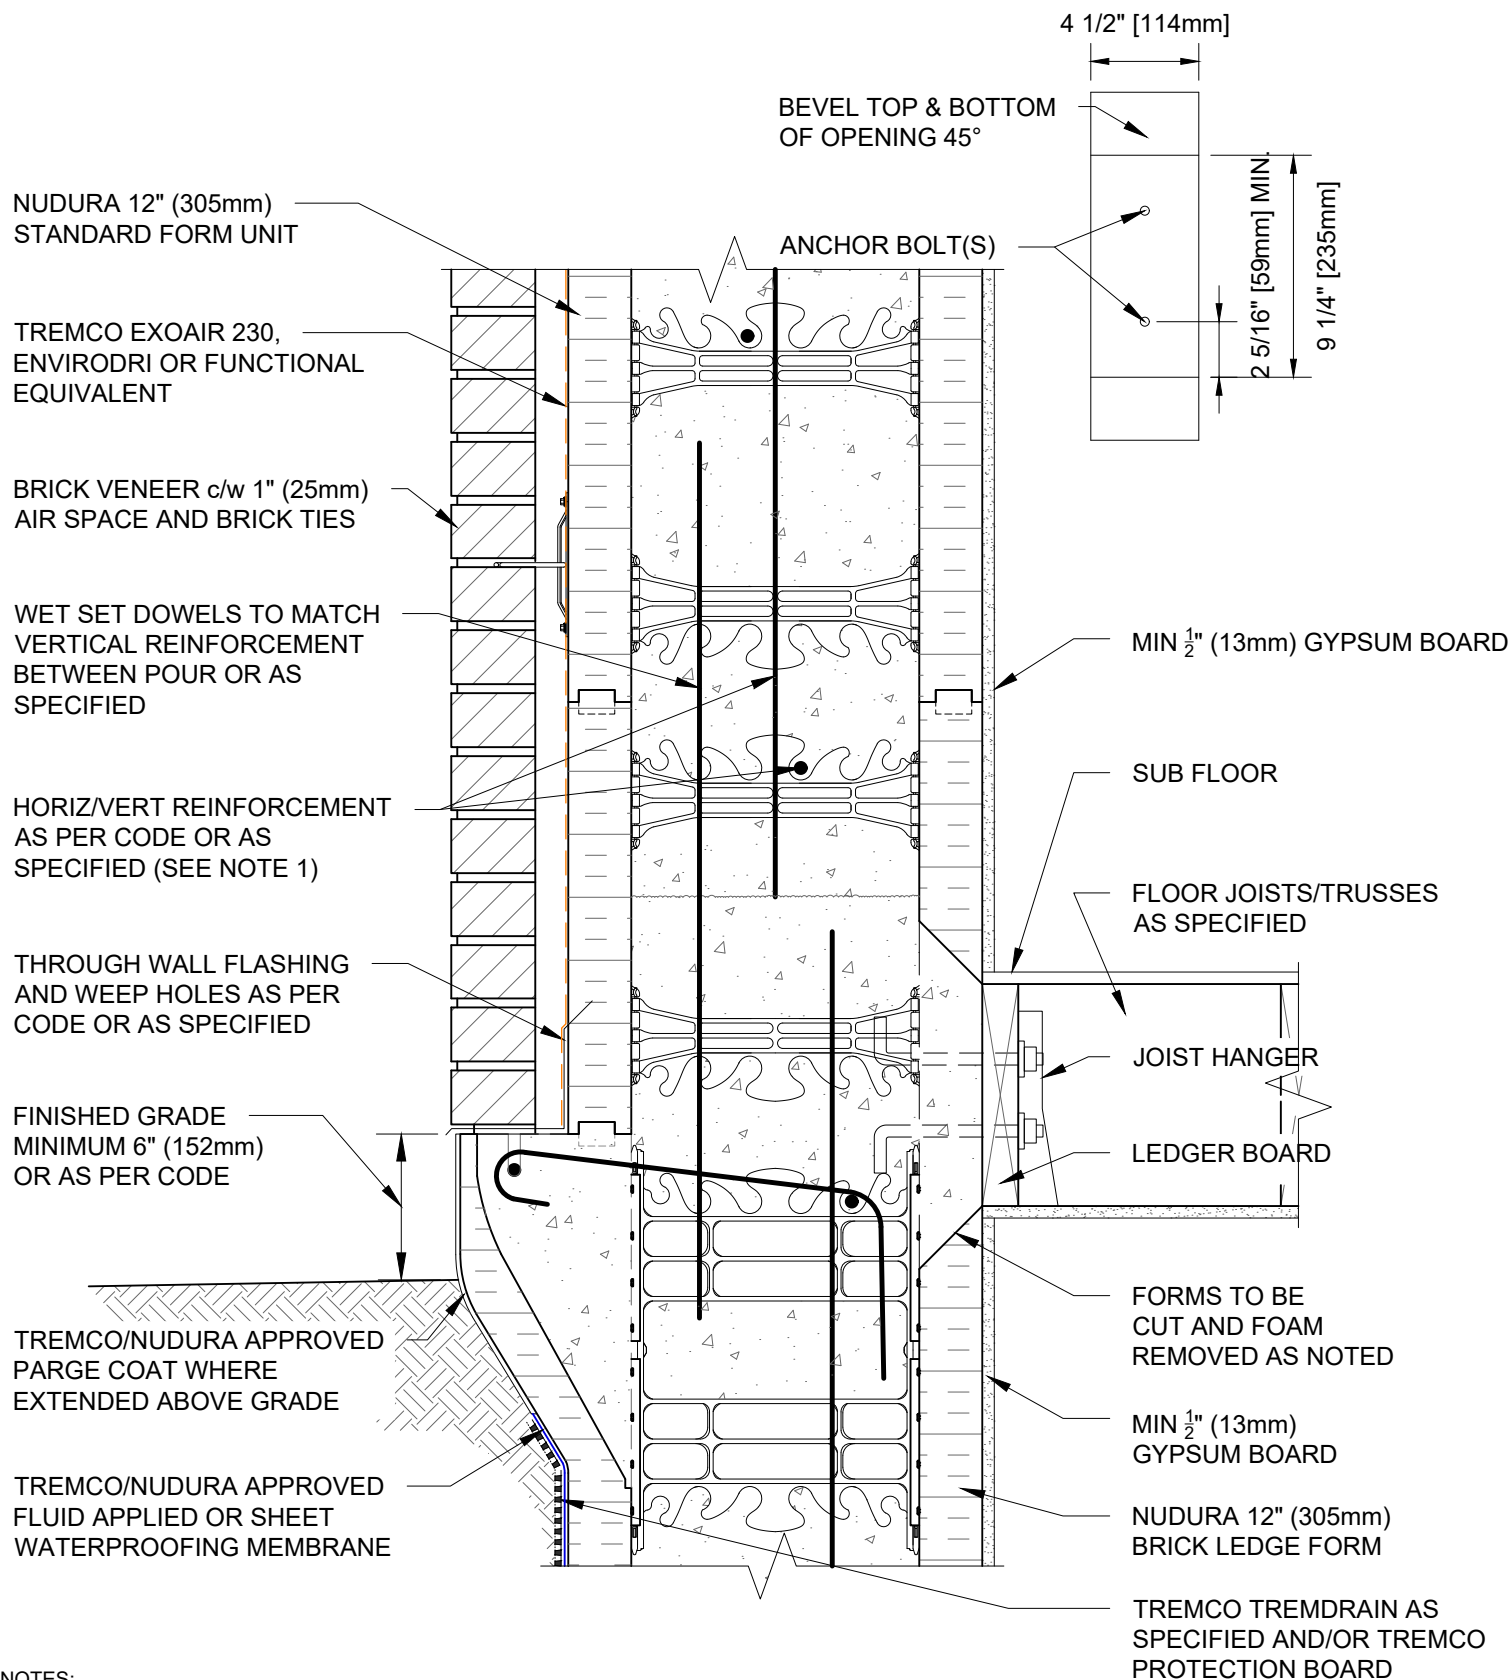 4 1/2" [114mm]
BEVEL TOP & BOTTOM
OF OPENING 45°
2 5/16" [59mm] MIN.
9 1/4" [235mm]
ANCHOR BOLT(S)
NUDURA 12" (305mm)
STANDARD FORM UNIT
TREMCO EXOAIR 230,
ENVIRODRI OR FUNCTIONAL
EQUIVALENT
BRICK VENEER c/w 1" (25mm)
AIR SPACE AND BRICK TIES
WET SET DOWELS TO MATCH
VERTICAL REINFORCEMENT
BETWEEN POUR OR AS
SPECIFIED
HORIZ/VERT REINFORCEMENT
AS PER CODE OR AS
SPECIFIED (SEE NOTE 1)
THROUGH WALL FLASHING
AND WEEP HOLES AS PER
CODE OR AS SPECIFIED
FINISHED GRADE
MINIMUM 6" (152mm)
OR AS PER CODE
TREMCO/NUDURA APPROVED
PARGE COAT WHERE
EXTENDED ABOVE GRADE
TREMCO/NUDURA APPROVED
FLUID APPLIED OR SHEET
WATERPROOFING MEMBRANE
MIN 1/2" (13mm) GYPSUM BOARD
SUB FLOOR
FLOOR JOISTS/TRUSSES
AS SPECIFIED
JOIST HANGER
LEDGER BOARD
FORMS TO BE
CUT AND FOAM
REMOVED AS NOTED
MIN 1/2" (13mm)
GYPSUM BOARD
NUDURA 12" (305mm)
BRICK LEDGE FORM
TREMCO TREMDRAIN AS
SPECIFIED AND/OR TREMCO
PROTECTION BOARD
NOTES: